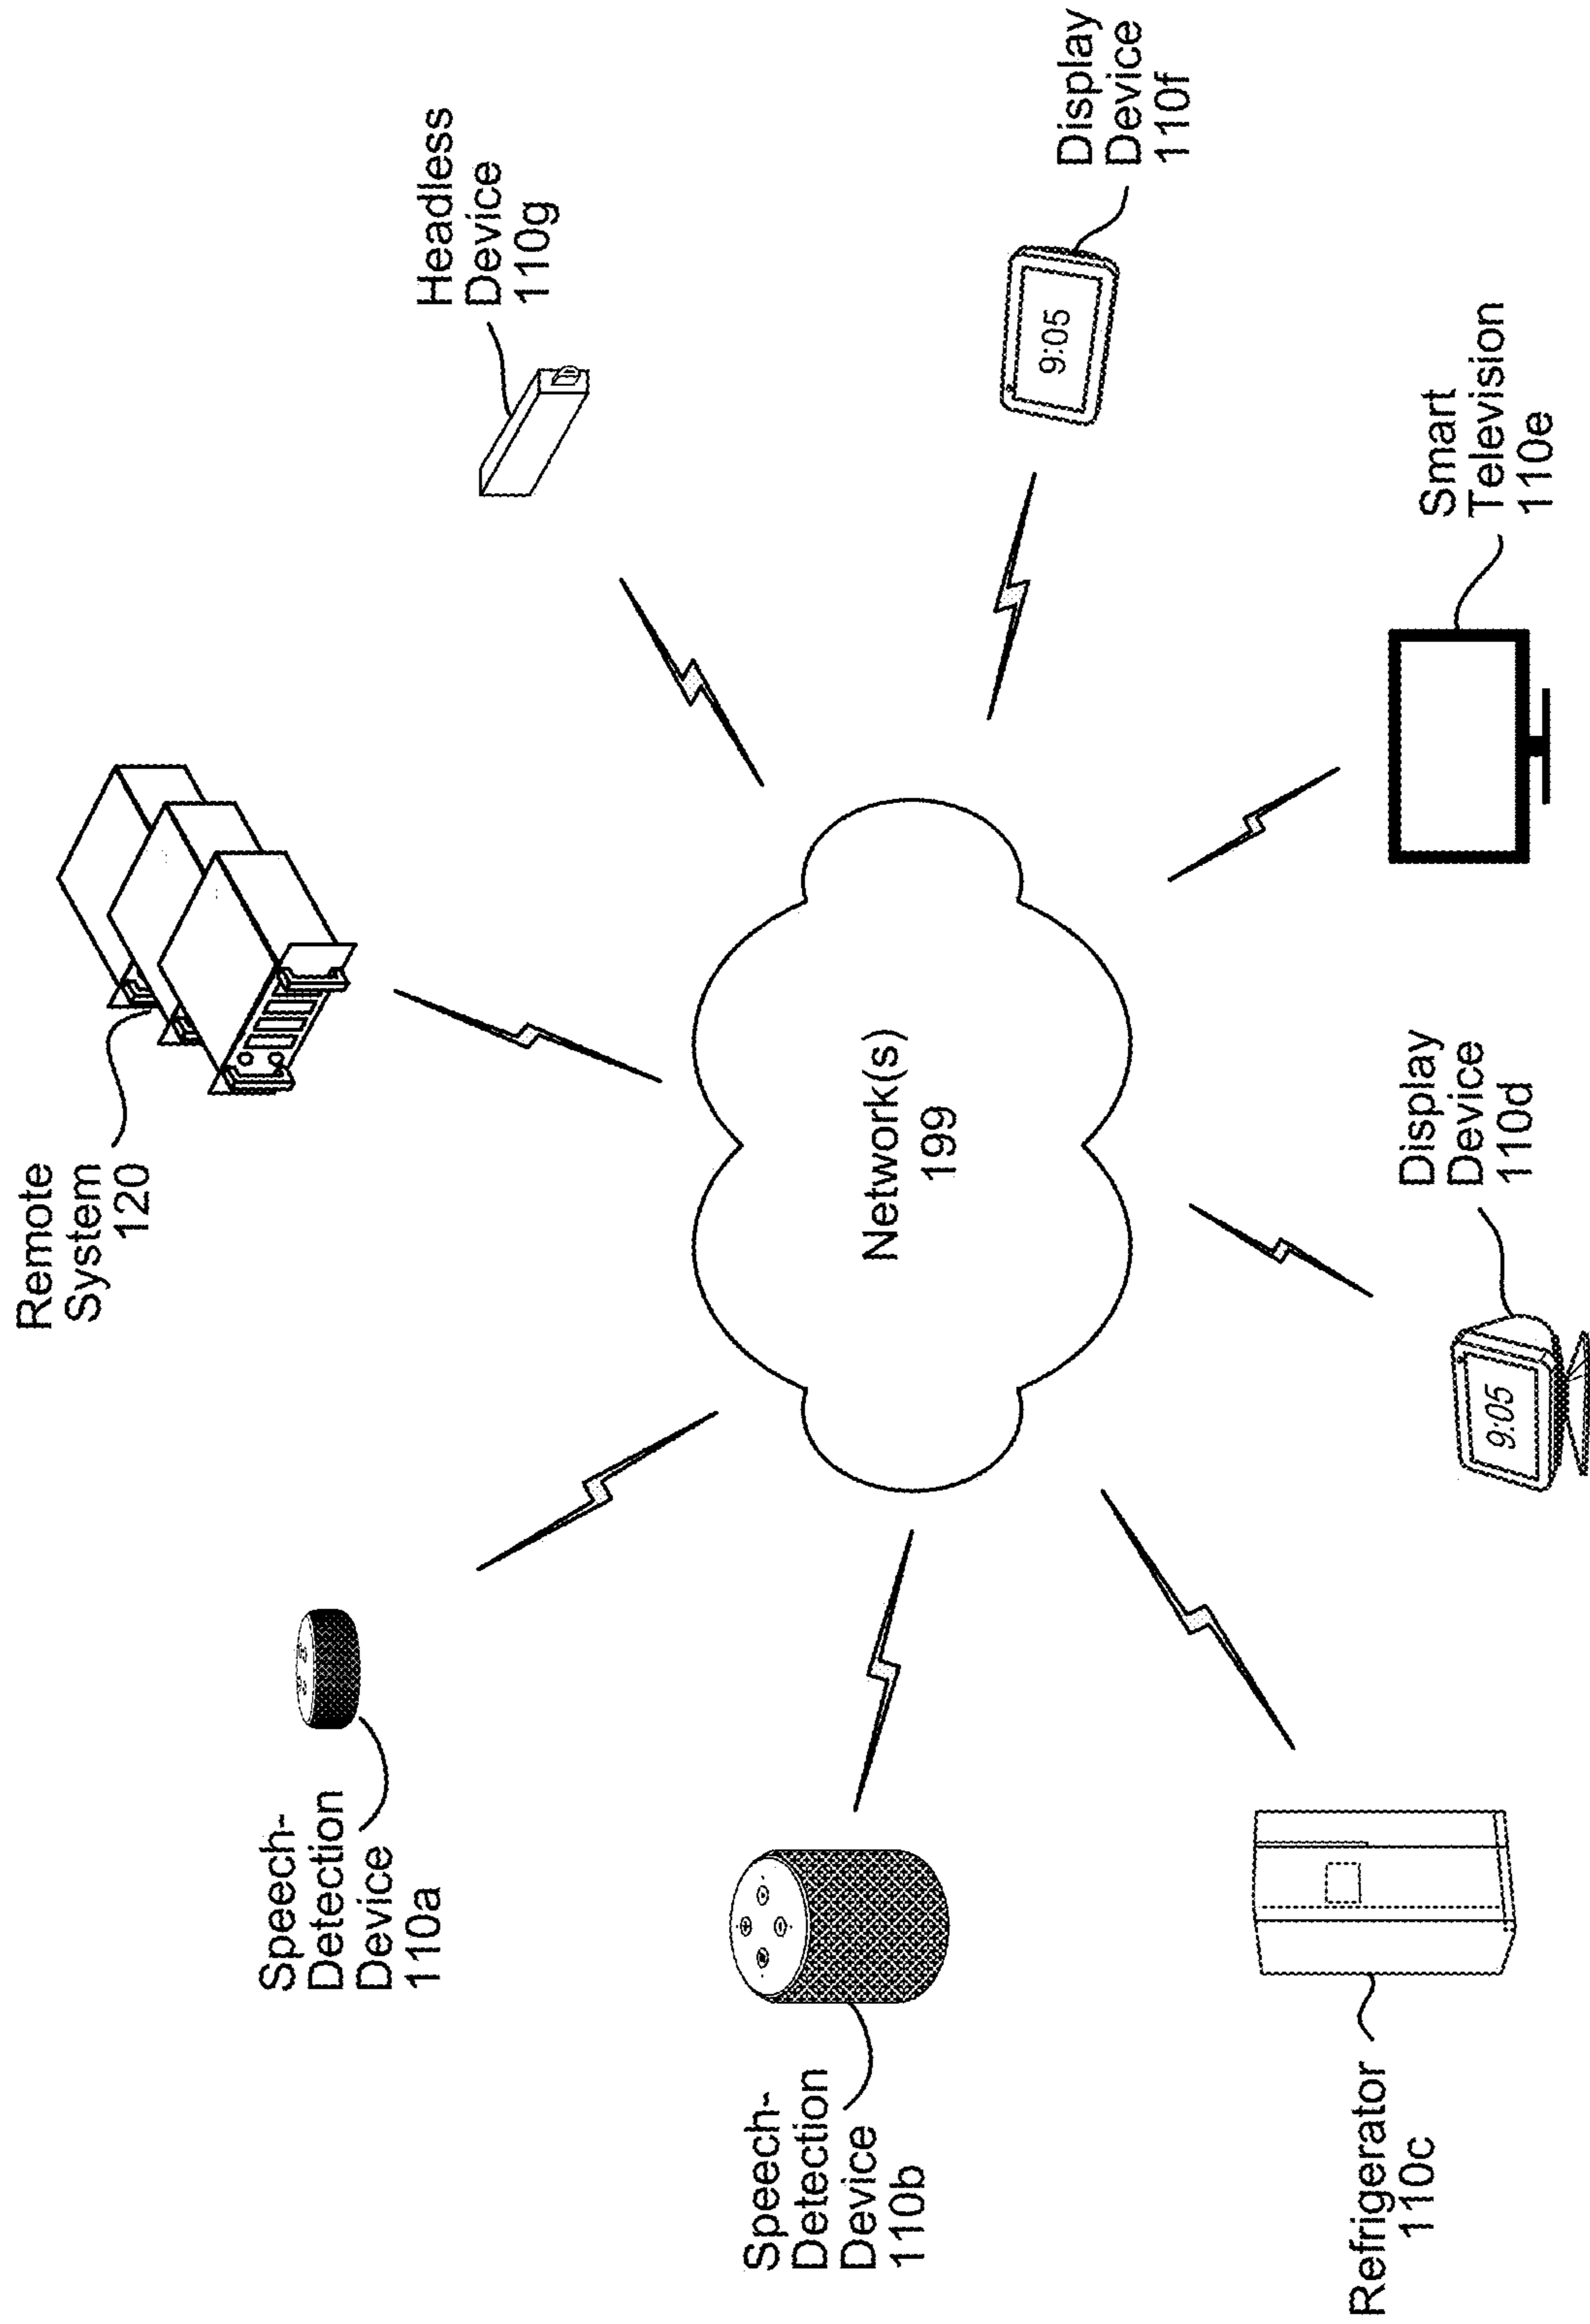 Remote
System
120
Headless
Device
110g
Speech-
Detection
Device
110a
Network(s)
199
Display
Device
110f
9:05
Speech-
Detection
Device
110b
Refrigerator
110c
Display
Device
110d
9:05
Smart
Television
110e